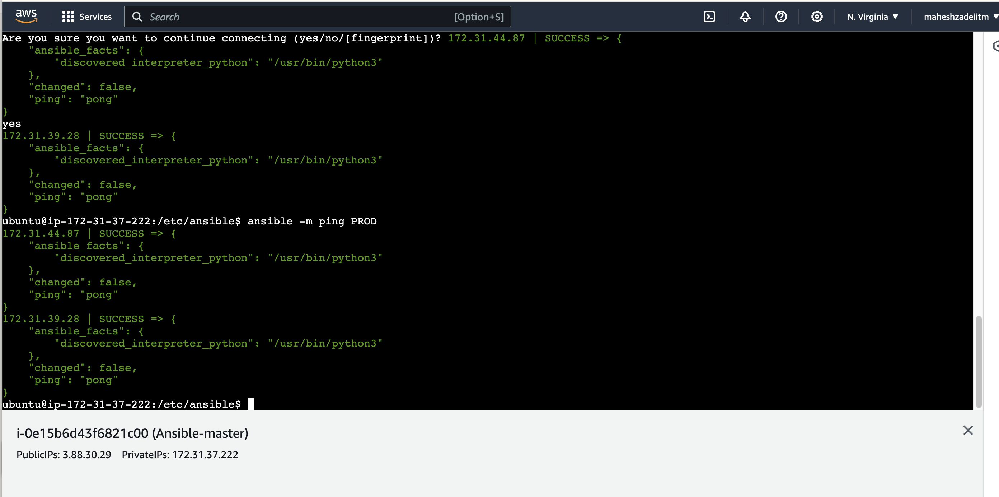 aws Services Search [Option+S] N. Virginia maheshzadeiitm
Are you sure you want to continue connecting (yes/no/[fingerprint])? 172.31.44.87 | SUCCESS => {
    "ansible_facts": {
        "discovered_interpreter_python": "/usr/bin/python3"
    },
    "changed": false,
    "ping": "pong"
}
yes
172.31.39.28 | SUCCESS => {
    "ansible_facts": {
        "discovered_interpreter_python": "/usr/bin/python3"
    },
    "changed": false,
    "ping": "pong"
}
ubuntu@ip-172-31-37-222:/etc/ansible$ ansible -m ping PROD
172.31.44.87 | SUCCESS => {
    "ansible_facts": {
        "discovered_interpreter_python": "/usr/bin/python3"
    },
    "changed": false,
    "ping": "pong"
}
172.31.39.28 | SUCCESS => {
    "ansible_facts": {
        "discovered_interpreter_python": "/usr/bin/python3"
    },
    "changed": false,
    "ping": "pong"
}
ubuntu@ip-172-31-37-222:/etc/ansible$
i-0e15b6d43f6821c00 (Ansible-master)
PublicIPs: 3.88.30.29 PrivateIPs: 172.31.37.222